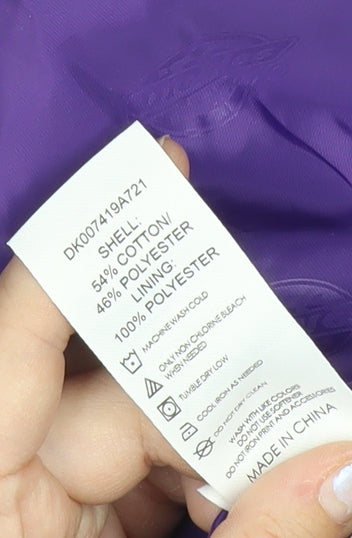 DK007419A721
SHELL:
54% COTTON/
46% POLYESTER
LINING:
100% POLYESTER
MACHINE WASH COLD
ONLY NON CHLORINE BLEACH
WHEN NEEDED
TUMBLE DRY LOW
COOL IRON AS NEEDED
DO NOT DRY CLEAN
WASH WITH LIKE COLORS
DO NOT USE SOFTENER
DO NOT IRON PRINT AND ACCESSORIES
MADE IN CHINA